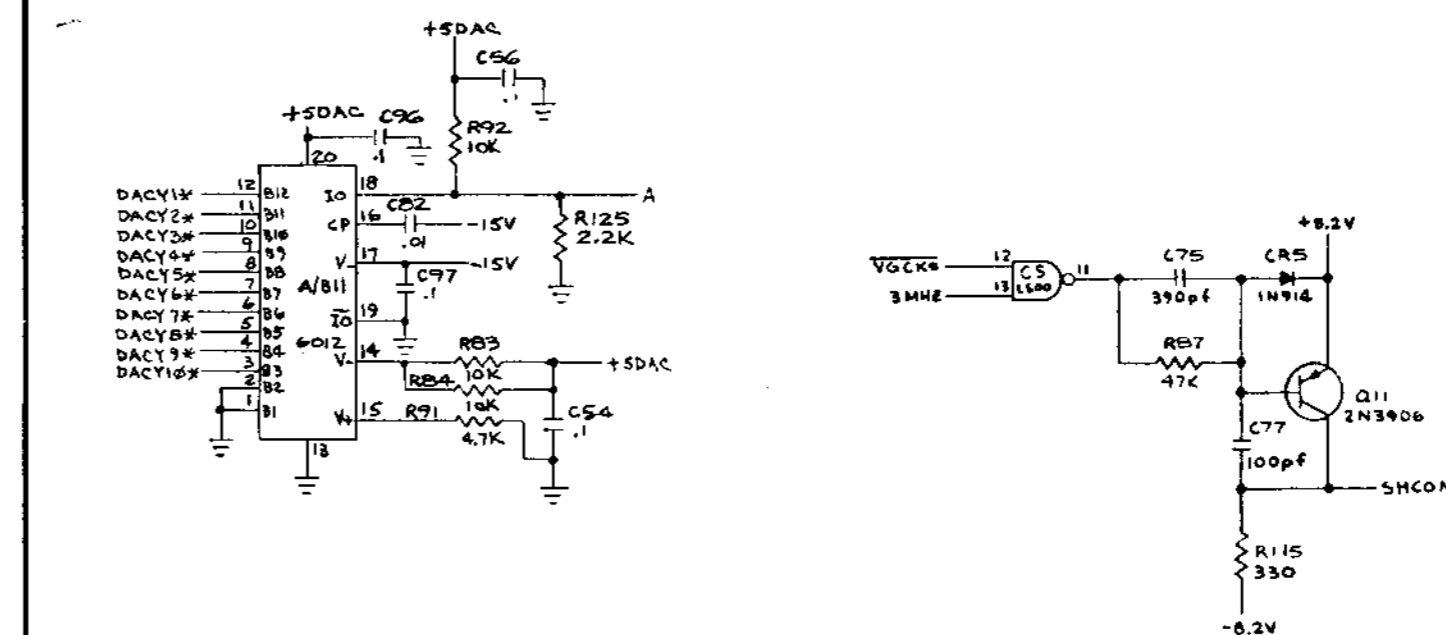 +5DAC
C56
.1
+5DAC
C96
.1
R92
10K
20
DACY1* 12 B12 IO 18 A
DACY2* 11 B11
C82
CP 16 -15V
.01
R125
2.2K
DACY3* 10 B10
DACY4* 9 B9
V- 17 -15V
DACY5* 8 B8
C97
.1
A/B11
DACY6* 7 B7
DACY7* 6 B6
IO 19
DACY8* 5 B5
6012
DACY9* 4 B4
V- 14 R83 +5DAC
10K
DACY10* 3 B3
R84
10K
2 B2
1 B1
V+ 15 R91
4.7K
C54
.1
13
+8.2V
VGCK* 12
C5
LS00
11
3MHZ 13
C75
390pf
CR5
1N914
R87
47K
Q11
2N3906
C77
100pf
SHCON
R115
330
-8.2V